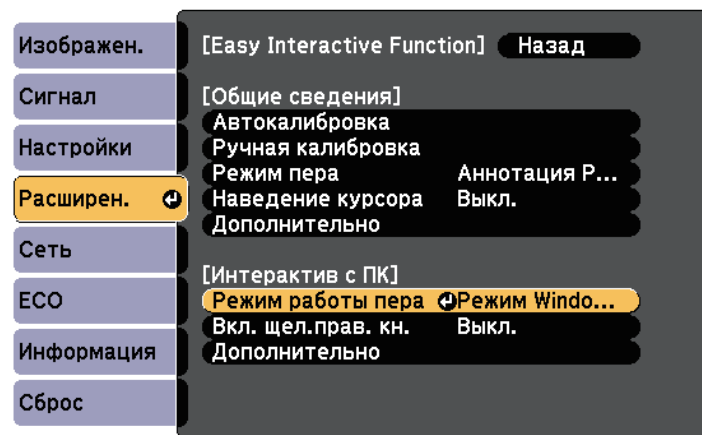 Изображен.
Сигнал
Настройки
Расширен.
Сеть
ECO
Информация
Сброс
[Easy Interactive Function] Назад
[Общие сведения]
Автокалибровка
Ручная калибровка
Режим пера Аннотация P...
Наведение курсора Выкл.
Дополнительно
[Интерактив с ПК]
Режим работы пера Режим Windo...
Вкл. щел.прав. кн. Выкл.
Дополнительно